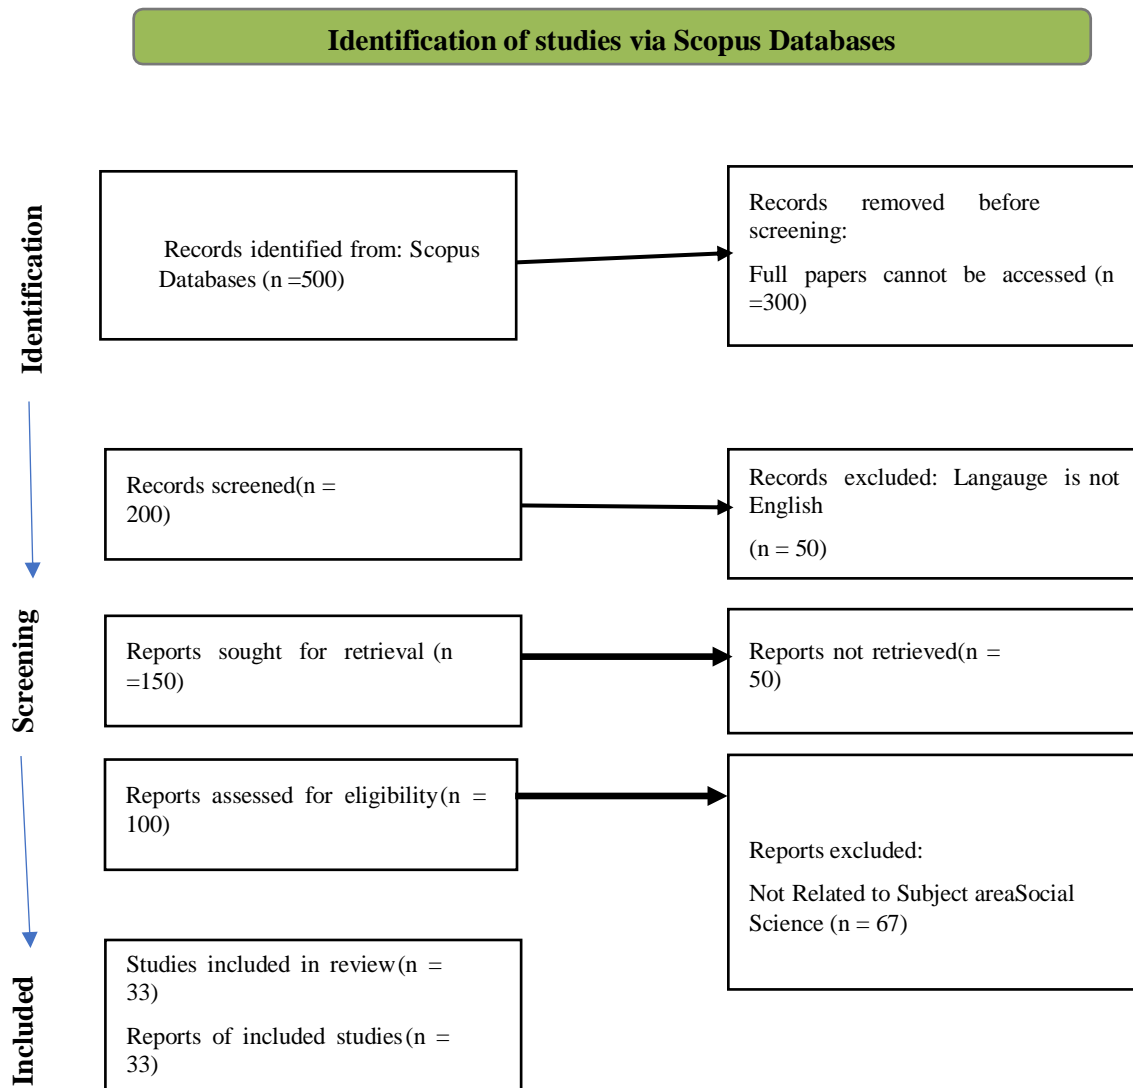 Identification of studies via Scopus Databases
Identification
Records identified from: Scopus
Databases (n =500)
Records removed before
screening:
Full papers cannot be accessed (n
=300)
Records screened(n =
200)
Records excluded: Langauge is not
English
(n = 50)
Screening
Reports sought for retrieval (n
=150)
Reports not retrieved(n =
50)
Reports assessed for eligibility(n =
100)
Reports excluded:
Not Related to Subject areaSocial
Science (n = 67)
Included
Studies included in review(n =
33)
Reports of included studies(n =
33)